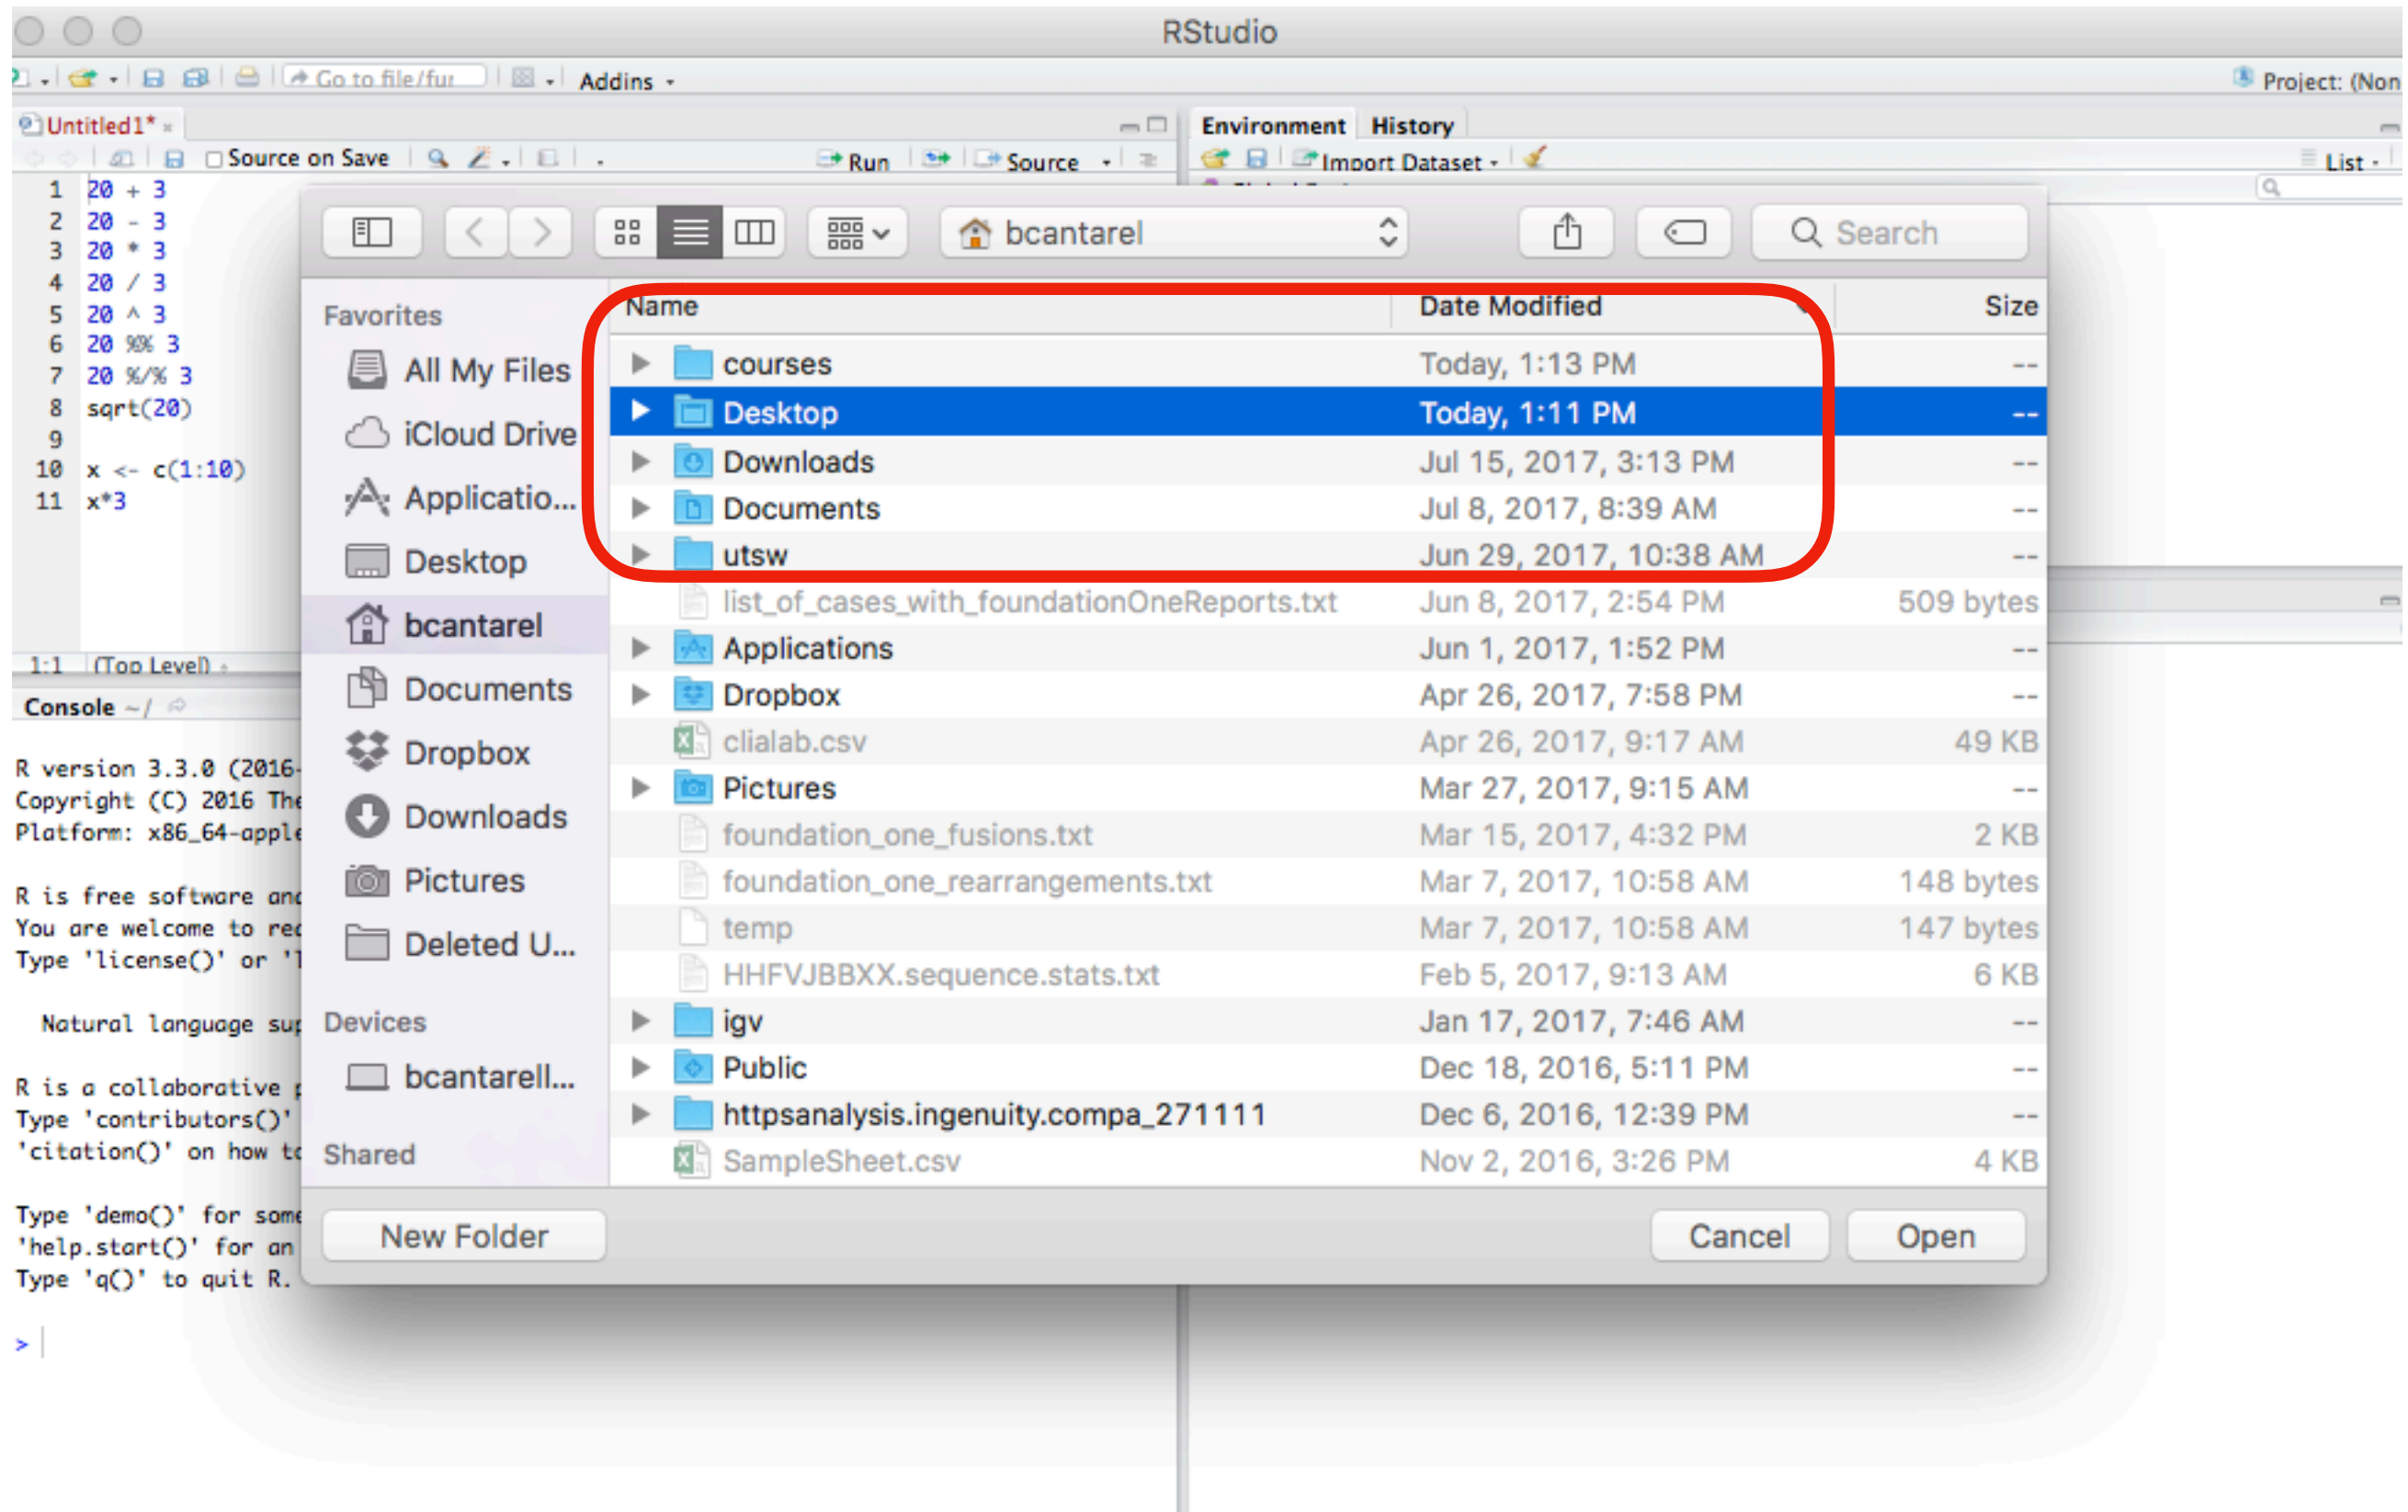 RStudio
Go to file/fur
Addins
Project: (Non
Untitled1*
Source on Save
Run
Source
1 20 + 3
2 20 - 3
3 20 * 3
4 20 / 3
5 20 ^ 3
6 20 %% 3
7 20 %/% 3
8 sqrt(20)
9
10 x <- c(1:10)
11 x*3
1:1 (Top Level)
Environment History
Import Dataset
List
bcantarel
Search
Favorites
All My Files
iCloud Drive
Applicatio...
Desktop
bcantarel
Documents
Dropbox
Downloads
Pictures
Deleted U...
Devices
bcantarell...
Shared
Name Date Modified Size
courses Today, 1:13 PM --
Desktop Today, 1:11 PM --
Downloads Jul 15, 2017, 3:13 PM --
Documents Jul 8, 2017, 8:39 AM --
utsw Jun 29, 2017, 10:38 AM --
list_of_cases_with_foundationOneReports.txt Jun 8, 2017, 2:54 PM 509 bytes
Applications Jun 1, 2017, 1:52 PM --
Dropbox Apr 26, 2017, 7:58 PM --
clialab.csv Apr 26, 2017, 9:17 AM 49 KB
Pictures Mar 27, 2017, 9:15 AM --
foundation_one_fusions.txt Mar 15, 2017, 4:32 PM 2 KB
foundation_one_rearrangements.txt Mar 7, 2017, 10:58 AM 148 bytes
temp Mar 7, 2017, 10:58 AM 147 bytes
HHFVJBBXX.sequence.stats.txt Feb 5, 2017, 9:13 AM 6 KB
igv Jan 17, 2017, 7:46 AM --
Public Dec 18, 2016, 5:11 PM --
httpsanalysis.ingenuity.compa_271111 Dec 6, 2016, 12:39 PM --
SampleSheet.csv Nov 2, 2016, 3:26 PM 4 KB
New Folder
Cancel
Open
Console ~/
R version 3.3.0 (2016-
Copyright (C) 2016 The
Platform: x86_64-apple
R is free software and
You are welcome to red
Type 'license()' or 'l
Natural language sup
R is a collaborative p
Type 'contributors()'
'citation()' on how to
Type 'demo()' for some
'help.start()' for an
Type 'q()' to quit R.
>